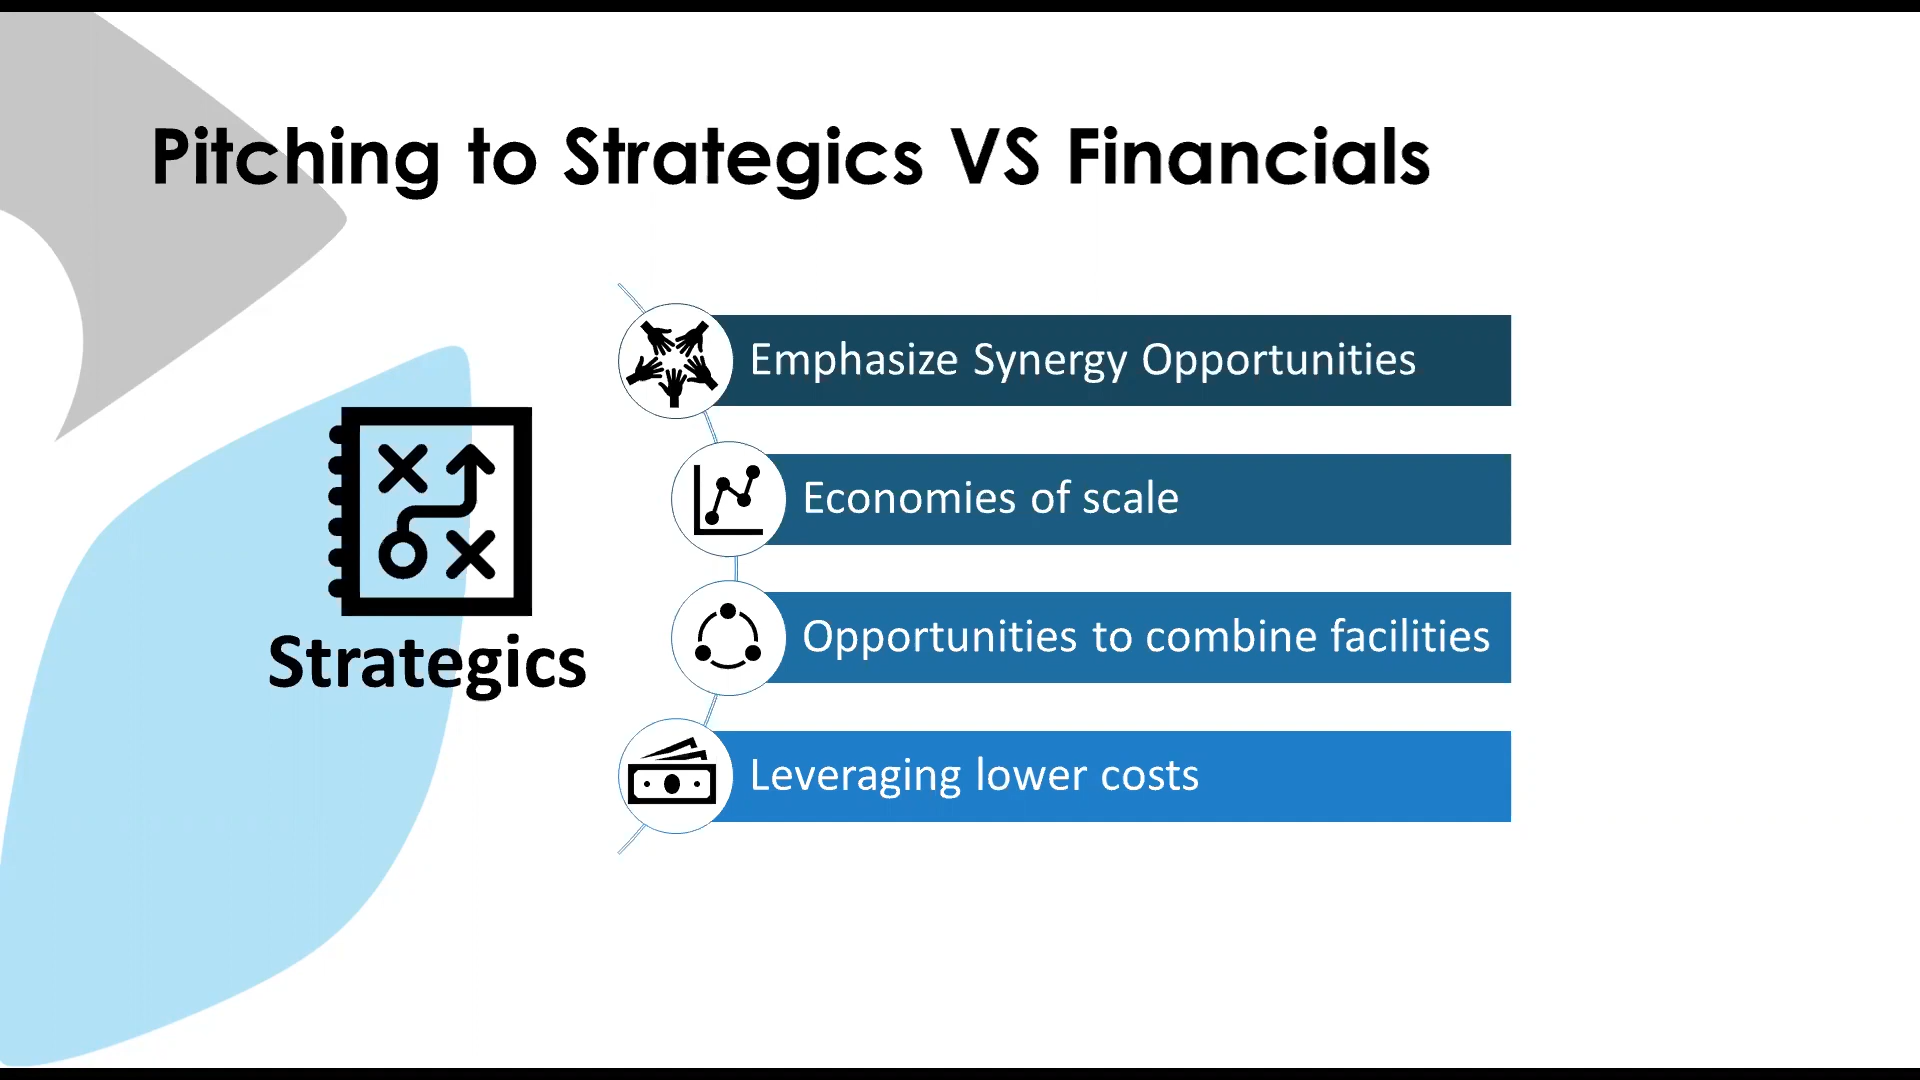 Pitching to Strategics VS Financials
Strategics
Emphasize Synergy Opportunities
Economies of scale
Opportunities to combine facilities
Leveraging lower costs